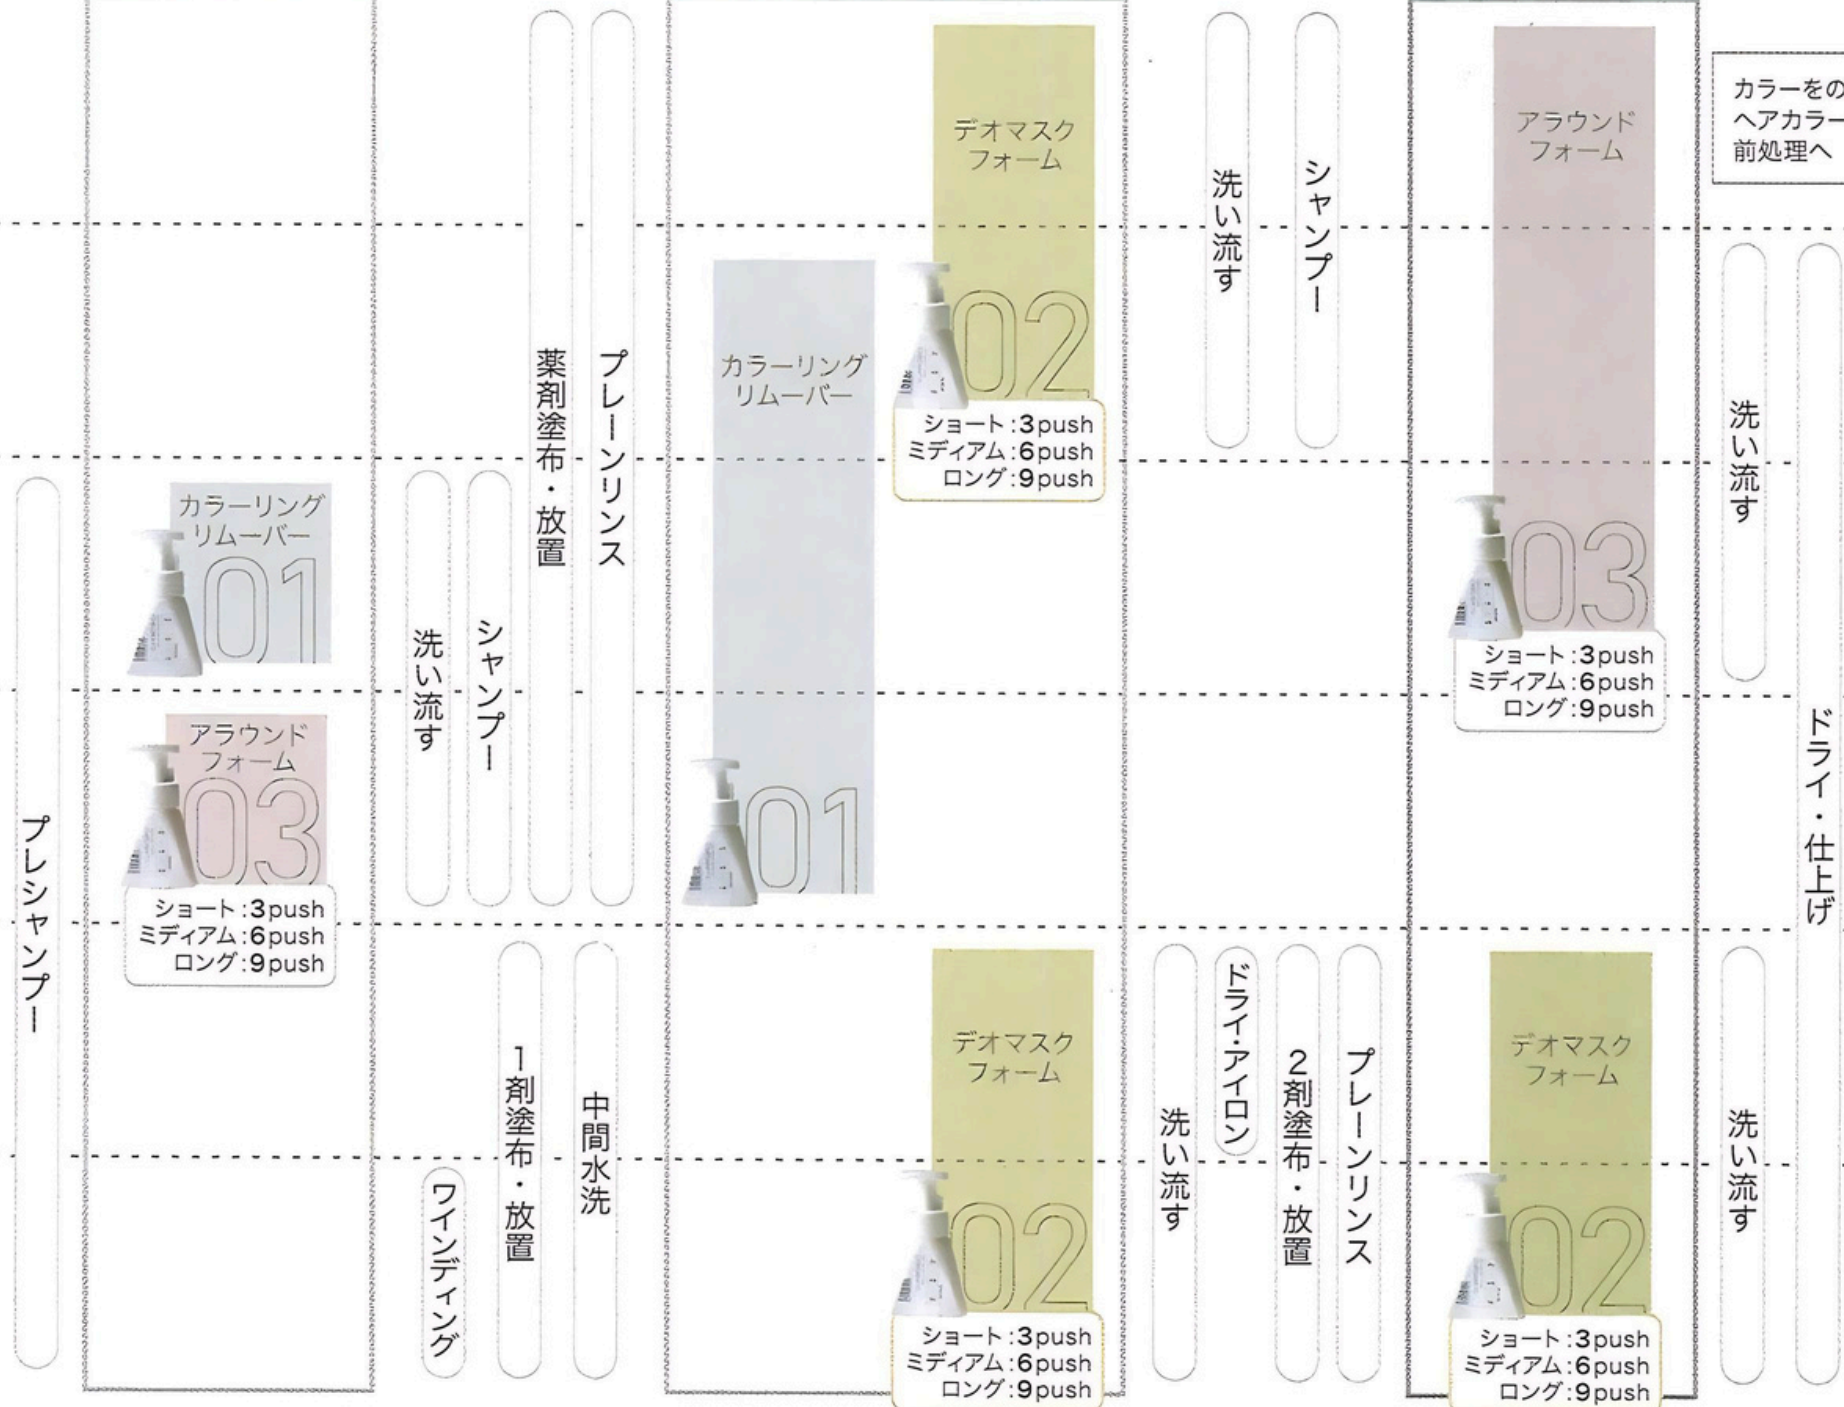 プレシャンプー
カラーリング
リムーバー
01
アラウンド
フォーム
03
ショート:3push
ミディアム:6push
ロング:9push
洗い流す
シャンプー
薬剤塗布・放置
プレーンリンス
ワインディング
1剤塗布・放置
中間水洗
カラーリング
リムーバー
01
デオマスク
フォーム
02
ショート:3push
ミディアム:6push
ロング:9push
デオマスク
フォーム
02
ショート:3push
ミディアム:6push
ロング:9push
洗い流す
シャンプー
洗い流す
ドライ・アイロン
2剤塗布・放置
プレーンリンス
アラウンド
フォーム
03
ショート:3push
ミディアム:6push
ロング:9push
デオマスク
フォーム
02
ショート:3push
ミディアム:6push
ロング:9push
カラーをの
ヘアカラー
前処理へ
洗い流す
洗い流す
ドライ・仕上げ